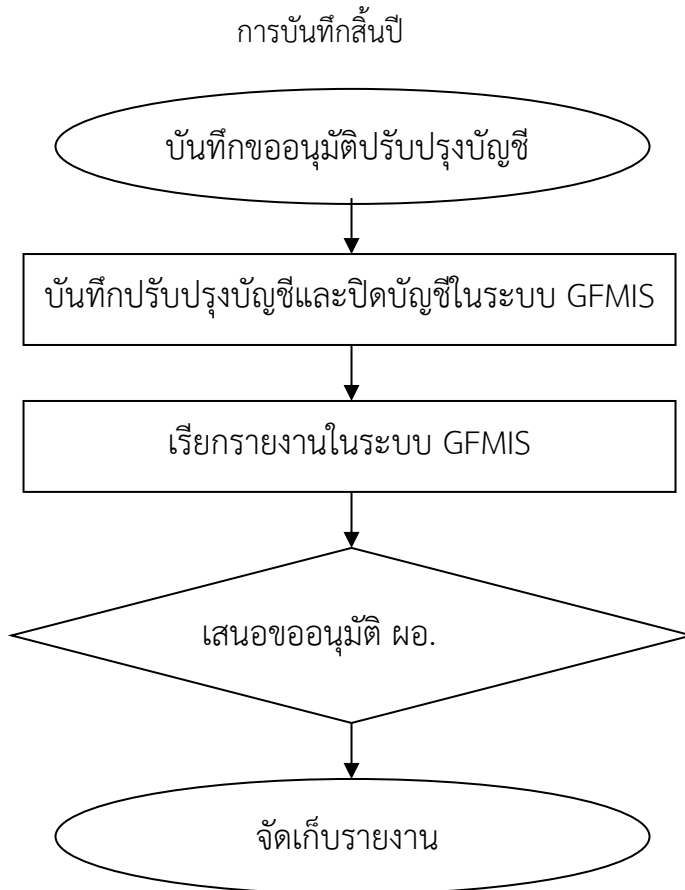 การบันทึกสิ้นปี
บันทึกขออนุมัติปรับปรุงบัญชี
บันทึกปรับปรุงบัญชีและปิดบัญชีในระบบ GFMIS
เรียกรายงานในระบบ GFMIS
เสนอขออนุมัติ ผอ.
จัดเก็บรายงาน